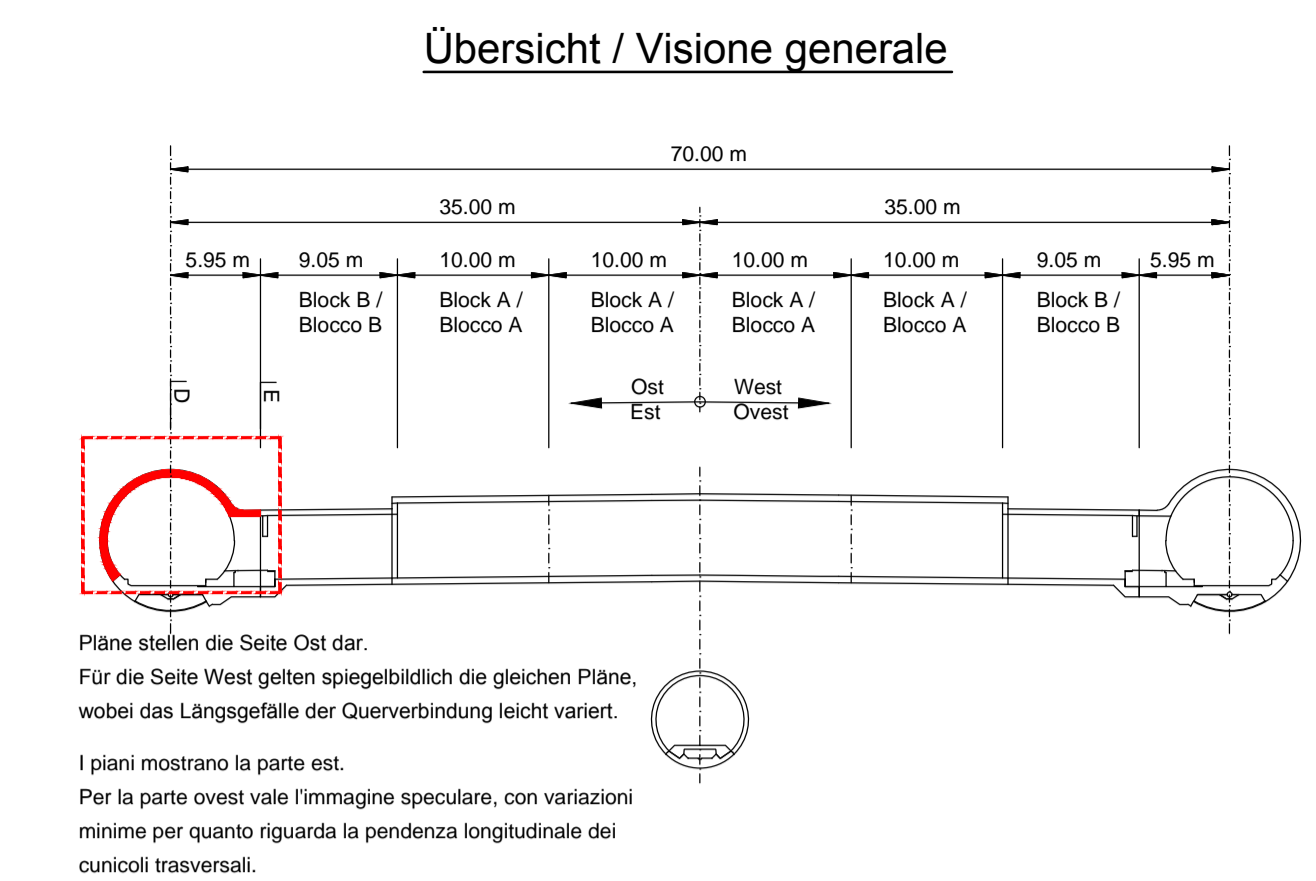 Übersicht / Visione generale
70.00 m
35.00 m 35.00 m
5.95 m 9.05 m 10.00 m 10.00 m 10.00 m 10.00 m 9.05 m 5.95 m
Block B / Block A / Block A / Block A / Block A / Block B /
Blocco B Blocco A Blocco A Blocco A Blocco A Blocco B
D E
Ost West
Est Ovest
Pläne stellen die Seite Ost dar.
Für die Seite West gelten spiegelbildlich die gleichen Pläne,
wobei das Längsgefälle der Querverbindung leicht variert.
I piani mostrano la parte est.
Per la parte ovest vale l'immagine speculare, con variazioni
minime per quanto riguarda la pendenza longitudinale dei
cunicoli trasversali.